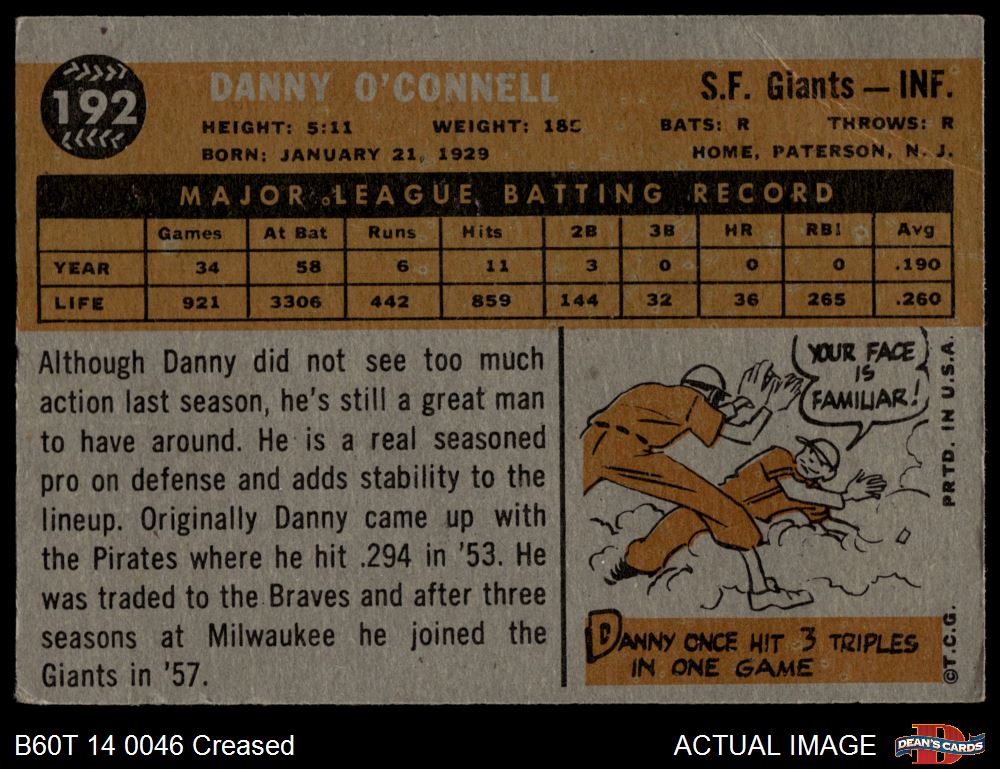 192
DANNY O'CONNELL
S.F. Giants — INF.
HEIGHT: 5:11 WEIGHT: 185 BATS: R THROWS: R
BORN: JANUARY 21, 1929 HOME, PATERSON, N. J.
MAJOR LEAGUE BATTING RECORD
Games At Bat Runs Hits 2B 3B HR RBI Avg
YEAR 34 58 6 11 3 0 0 0 .190
LIFE 921 3306 442 859 144 32 36 265 .260
Although Danny did not see too much
action last season, he's still a great man
to have around. He is a real seasoned
pro on defense and adds stability to the
lineup. Originally Danny came up with
the Pirates where he hit .294 in '53. He
was traded to the Braves and after three
seasons at Milwaukee he joined the
Giants in '57.
YOUR FACE
IS
FAMILIAR!
DANNY ONCE HIT 3 TRIPLES
IN ONE GAME
©T.C.G. PRTD. IN U.S.A.
B60T 14 0046 Creased
ACTUAL IMAGE
DEAN'S CARDS